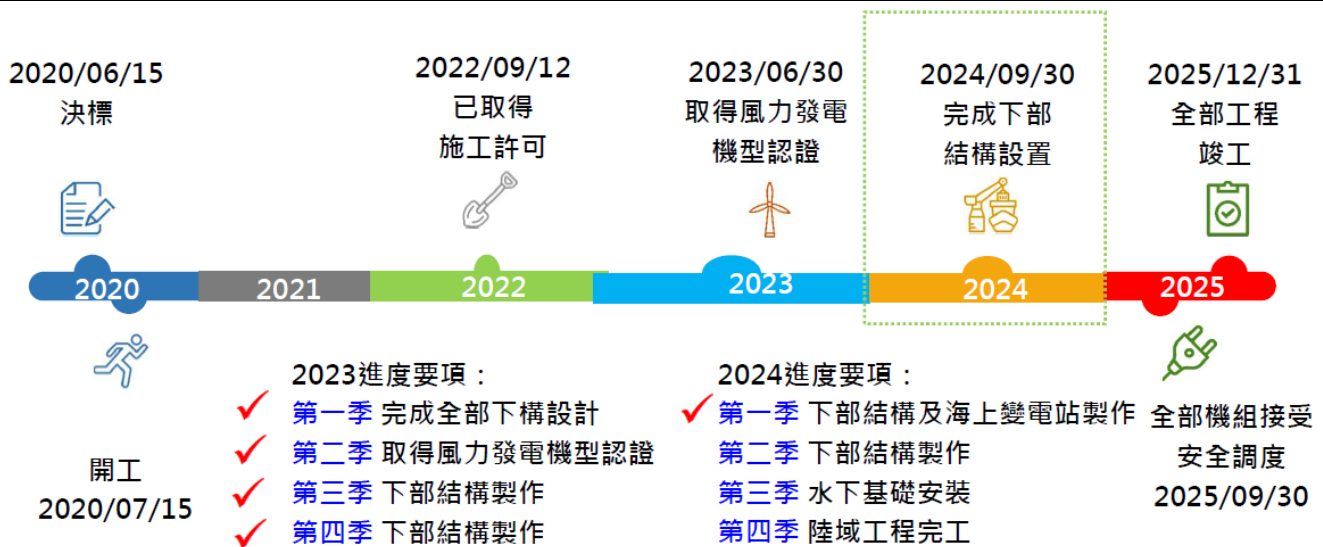 2020/06/15
決標
2022/09/12
已取得
施工許可
2023/06/30
取得風力發電
機型認證
2024/09/30
完成下部
結構設置
2025/12/31
全部工程
竣工
2020
2021
2022
2023
2024
2025
開工
2020/07/15
2023進度要項：
第一季 完成全部下構設計
第二季 取得風力發電機型認證
第三季 下部結構製作
第四季 下部結構製作
2024進度要項：
第一季 下部結構及海上變電站製作
第二季 下部結構製作
第三季 水下基礎安裝
第四季 陸域工程完工
全部機組接受
安全調度
2025/09/30